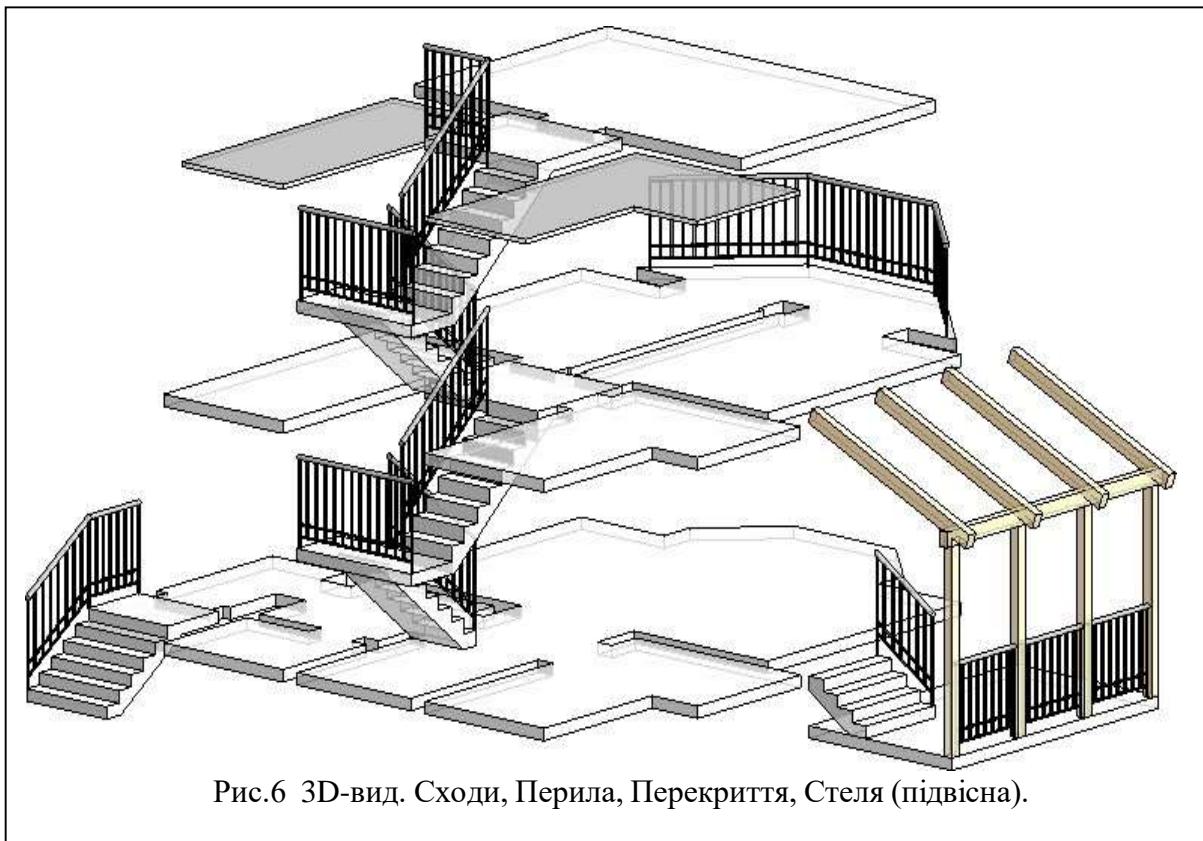 Рис.6 3D-вид. Сходи, Перила, Перекриття, Стеля (підвісна).